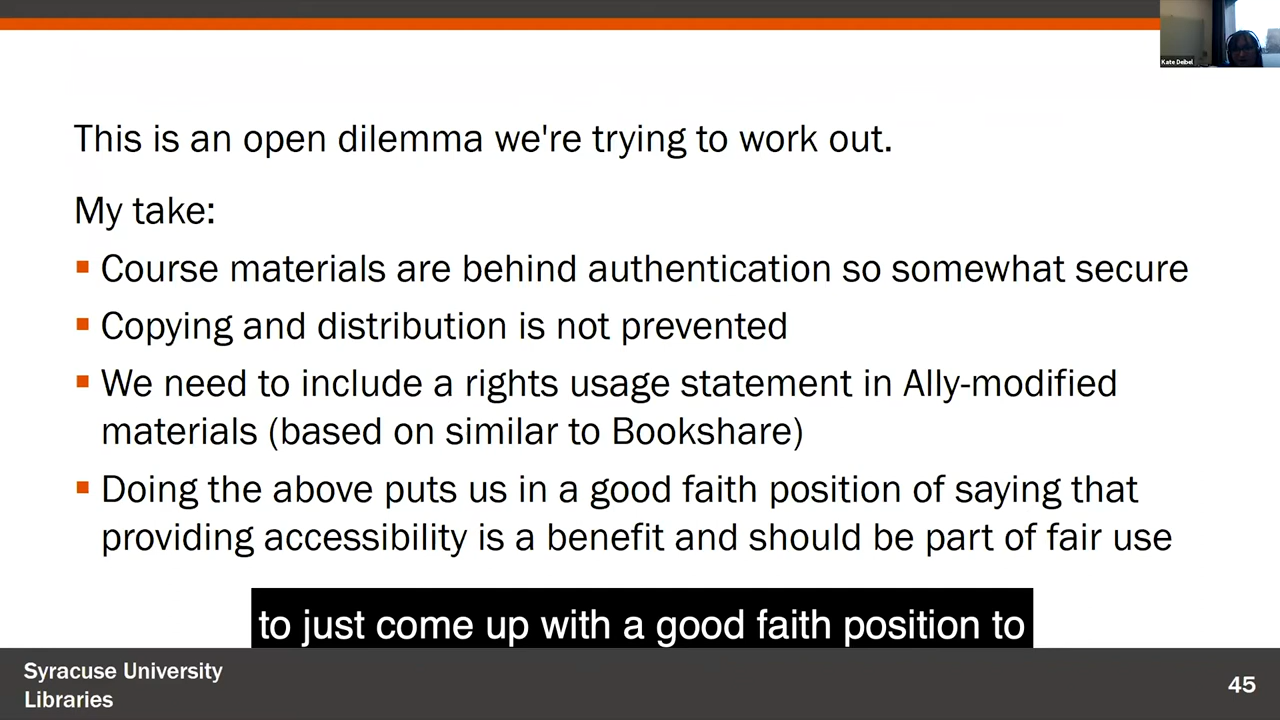 Kate Deibel
This is an open dilemma we're trying to work out.
My take:
Course materials are behind authentication so somewhat secure
Copying and distribution is not prevented
We need to include a rights usage statement in Ally-modified
materials (based on similar to Bookshare)
Doing the above puts us in a good faith position of saying that
providing accessibility is a benefit and should be part of fair use
to just come up with a good faith position to
Syracuse University
Libraries
45